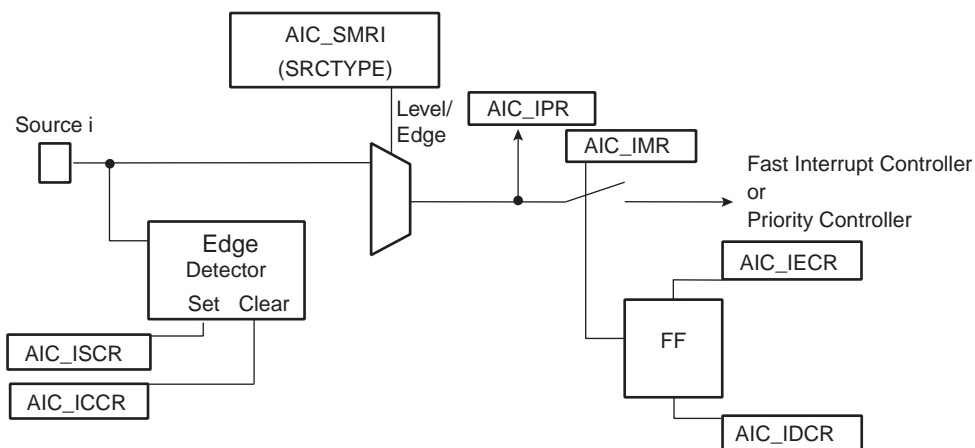 AIC_SMRI
(SRCTYPE)
Level/
Edge
AIC_IPR
Source i
AIC_IMR
Fast Interrupt Controller
or
Priority Controller
Edge
Detector
Set Clear
AIC_IECR
FF
AIC_ISCR
AIC_ICCR
AIC_IDCR